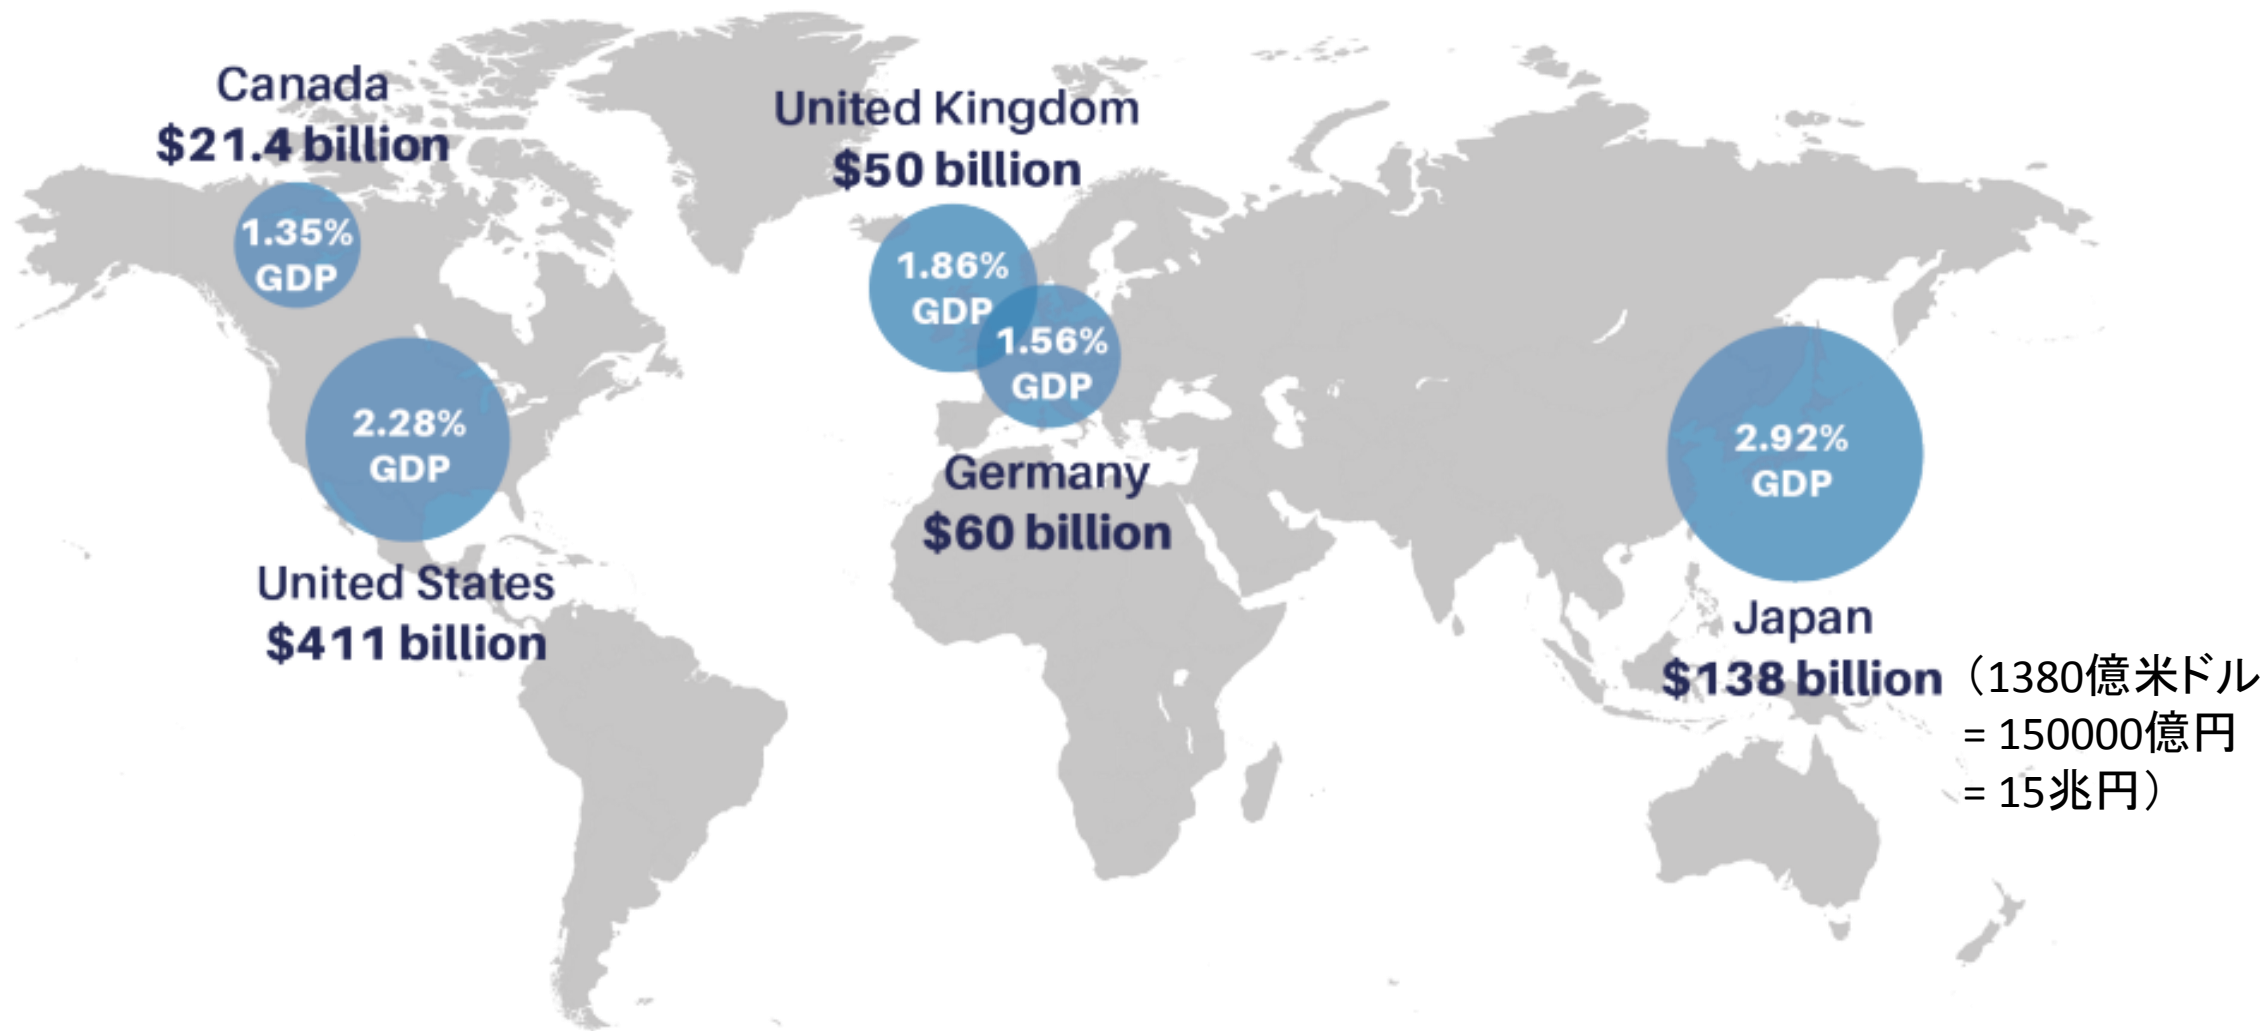 Canada
$21.4 billion
1.35%
GDP
2.28%
GDP
United States
$411 billion
United Kingdom
$50 billion
1.86%
GDP
1.56%
GDP
Germany
$60 billion
2.92%
GDP
Japan
$138 billion（1380億米ドル
= 150000億円
= 15兆円）